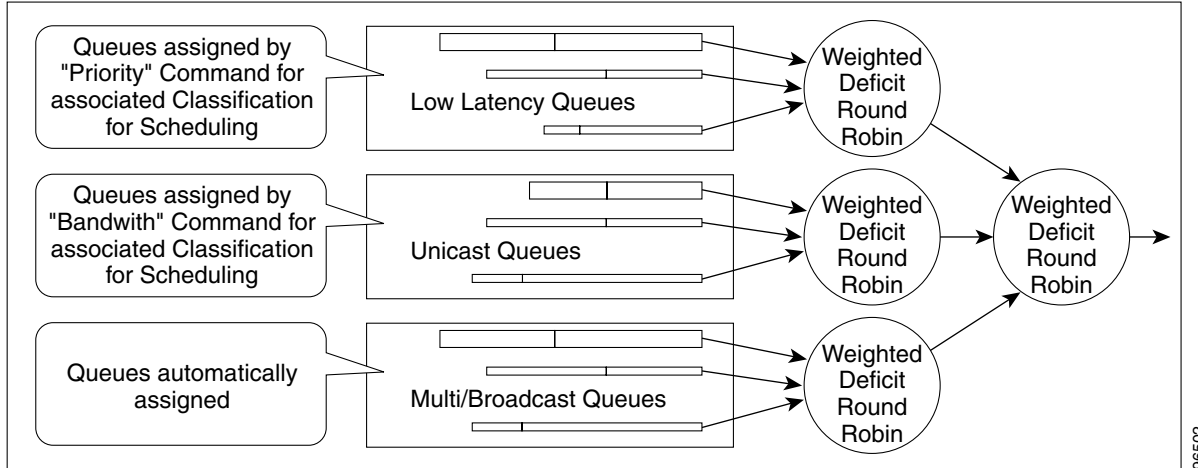 Queues assigned by
"Priority" Command for
associated Classification
for Scheduling
Low Latency Queues
Weighted
Deficit
Round
Robin
Queues assigned by
"Bandwith" Command for
associated Classification
for Scheduling
Unicast Queues
Weighted
Deficit
Round
Robin
Weighted
Deficit
Round
Robin
Queues automatically
assigned
Multi/Broadcast Queues
Weighted
Deficit
Round
Robin